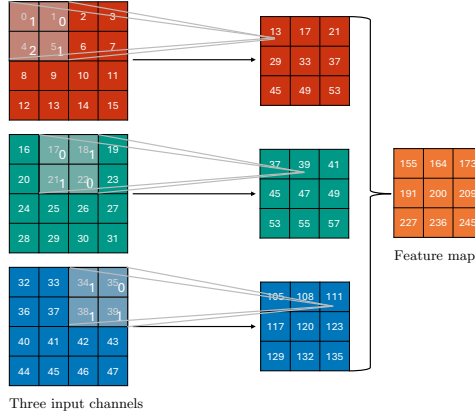 0 1 1 0 2 3
4 2 5 1 6 7
8 9 10 11
12 13 14 15
13 17 21
29 33 37
45 49 53
16 17 0 18 1 19
20 21 1 22 0 23
24 25 26 27
28 29 30 31
37 39 41
45 47 49
53 55 57
155 164 173
191 200 209
227 236 245
Feature map
32 33 34 1 35 0
36 37 38 1 39 1
40 41 42 43
44 45 46 47
105 108 111
117 120 123
129 132 135
Three input channels